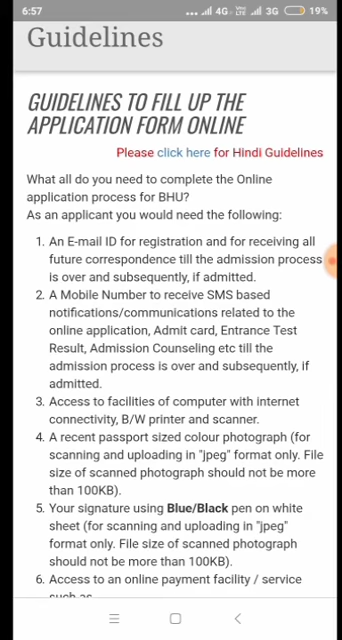 6:57
4G
VoLTE
3G
19%
Guidelines
GUIDELINES TO FILL UP THE
APPLICATION FORM ONLINE
Please click here for Hindi Guidelines
What all do you need to complete the Online
application process for BHU?
As an applicant you would need the following:
1. An E-mail ID for registration and for receiving all
future correspondence till the admission process
is over and subsequently, if admitted.
2. A Mobile Number to receive SMS based
notifications/communications related to the
online application, Admit card, Entrance Test
Result, Admission Counseling etc till the
admission process is over and subsequently, if
admitted.
3. Access to facilities of computer with internet
connectivity, B/W printer and scanner.
4. A recent passport sized colour photograph (for
scanning and uploading in "jpeg" format only. File
size of scanned photograph should not be more
than 100KB).
5. Your signature using Blue/Black pen on white
sheet (for scanning and uploading in "jpeg"
format only. File size of scanned photograph
should not be more than 100KB).
6. Access to an online payment facility / service
such as